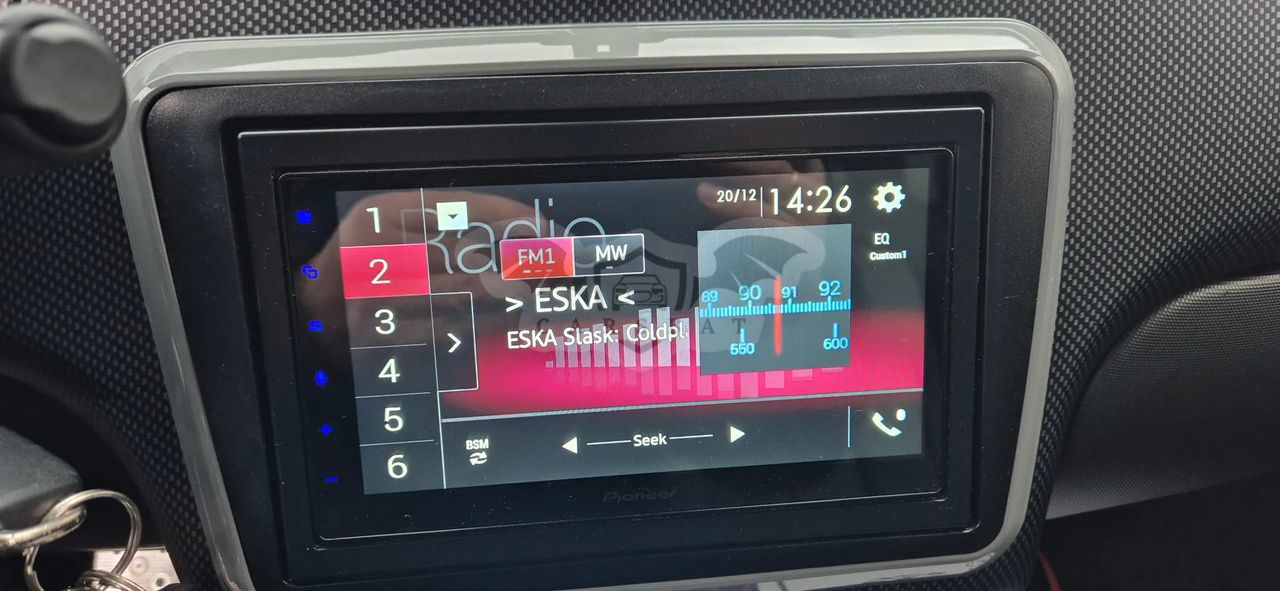 1
2
3
4
5
6
Radio
20/12 14:26
FM1
MW
EQ
Custom1
> ESKA <
ESKA Slask: Coldpl
89 90 91 92
550 600
>
BSM
Seek
Pioneer